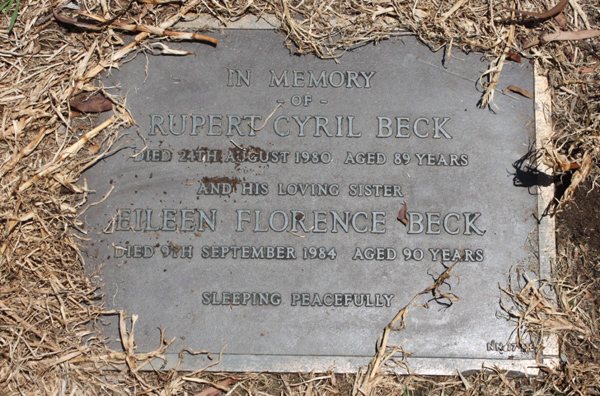 IN MEMORY
- OF -
RUPERT CYRIL BECK
DIED 24TH AUGUST 1980 AGED 89 YEARS
AND HIS LOVING SISTER
EILEEN FLORENCE BECK
DIED 9TH SEPTEMBER 1984 AGED 90 YEARS
SLEEPING PEACEFULLY